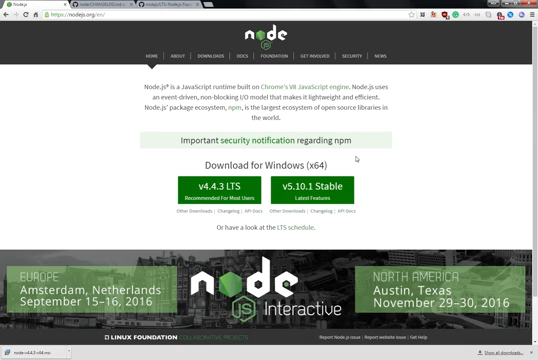 Node.js
https://nodejs.org/en/
node
JS
HOME
ABOUT
DOWNLOADS
DOCS
FOUNDATION
GET INVOLVED
SECURITY
NEWS
Node.js® is a JavaScript runtime built on Chrome's V8 JavaScript engine. Node.js uses
an event-driven, non-blocking I/O model that makes it lightweight and efficient.
Node.js' package ecosystem, npm, is the largest ecosystem of open source libraries in
the world.
Important security notification regarding npm
Download for Windows (x64)
v4.4.3 LTS
Recommended For Most Users
v5.10.1 Stable
Latest Features
Other Downloads | Changelog | API Docs
Other Downloads | Changelog | API Docs
Or have a look at the LTS schedule.
EUROPE
Amsterdam, Netherlands
September 15–16, 2016
node
JS Interactive
NORTH AMERICA
Austin, Texas
November 29–30, 2016
LINUX FOUNDATION COLLABORATIVE PROJECTS
Report Node.js issue | Report website issue | Get Help
node-v4.4.3-x64.msi
Show all downloads...